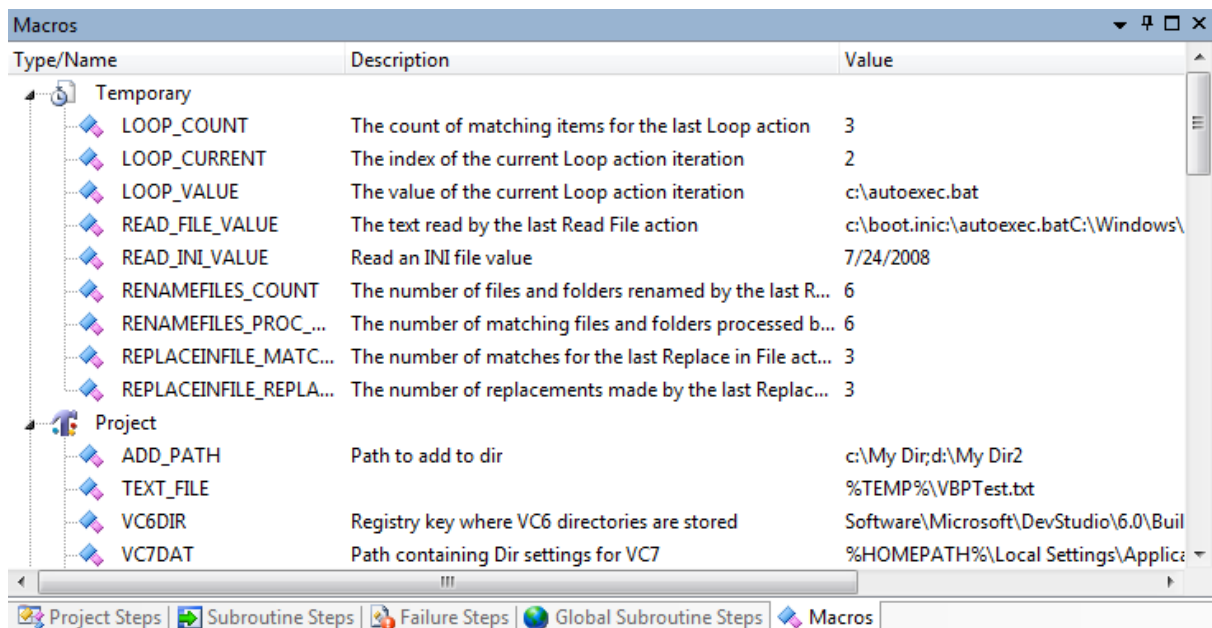 Macros
Type/Name Description Value
Temporary
LOOP_COUNT The count of matching items for the last Loop action 3
LOOP_CURRENT The index of the current Loop action iteration 2
LOOP_VALUE The value of the current Loop action iteration c:\autoexec.bat
READ_FILE_VALUE The text read by the last Read File action c:\boot.inic:\autoexec.batC:\Windows\
READ_INI_VALUE Read an INI file value 7/24/2008
RENAMEFILES_COUNT The number of files and folders renamed by the last R... 6
RENAMEFILES_PROC_... The number of matching files and folders processed b... 6
REPLACEINFILE_MATC... The number of matches for the last Replace in File act... 3
REPLACEINFILE_REPLA... The number of replacements made by the last Replac... 3
Project
ADD_PATH Path to add to dir c:\My Dir;d:\My Dir2
TEXT_FILE %TEMP%\VBPTest.txt
VC6DIR Registry key where VC6 directories are stored Software\Microsoft\DevStudio\6.0\Buil
VC7DAT Path containing Dir settings for VC7 %HOMEPATH%\Local Settings\Applica
Project Steps Subroutine Steps Failure Steps Global Subroutine Steps Macros